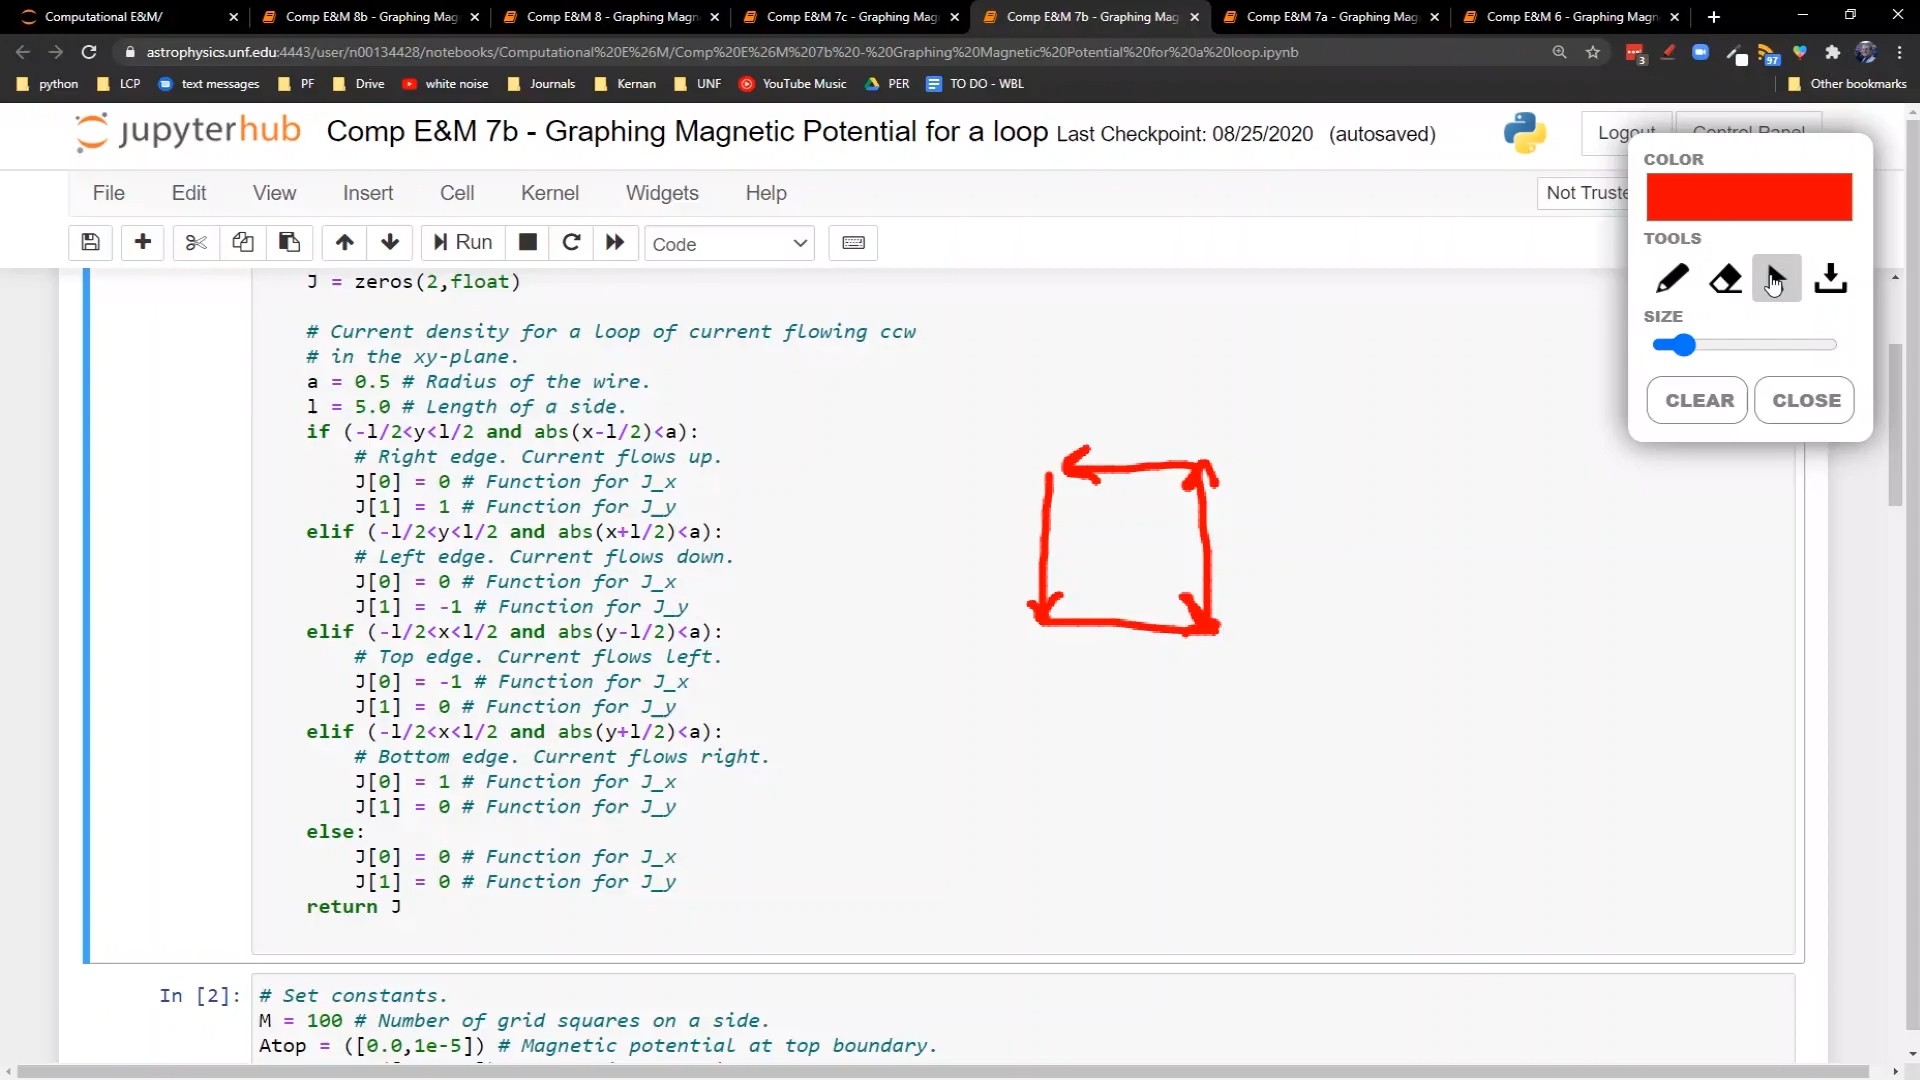 Computational E&M/
Comp E&M 8b - Graphing Mag
Comp E&M 8 - Graphing Magn
Comp E&M 7c - Graphing Mag
Comp E&M 7b - Graphing Mag
Comp E&M 7a - Graphing Mag
Comp E&M 6 - Graphing Magn
astrophysics.unf.edu:4443/user/n00134428/notebooks/Computational%20E%26M/Comp%20E%26M%207b%20-%20Graphing%20Magnetic%20Potential%20for%20a%20loop.ipynb
3
97
python
LCP
text messages
PF
Drive
white noise
Journals
Kernan
UNF
YouTube Music
PER
TO DO - WBL
Other bookmarks
jupyterhub
Comp E&M 7b - Graphing Magnetic Potential for a loop Last Checkpoint: 08/25/2020 (autosaved)
Logout
Control Panel
File Edit View Insert Cell Kernel Help
Not Truste
Run
Code
COLOR
TOOLS
SIZE
CLEAR
CLOSE
J = zeros(2,float)
# Current density for a loop of current flowing ccw
# in the xy-plane.
a = 0.5 # Radius of the wire.
l = 5.0 # Length of a side.
if (-l/2<y<l/2 and abs(x-l/2)<a):
# Right edge. Current flows up.
J[0] = 0 # Function for J_x
J[1] = 1 # Function for J_y
elif (-l/2<y<l/2 and abs(x+l/2)<a):
# Left edge. Current flows down.
J[0] = 0 # Function for J_x
J[1] = -1 # Function for J_y
elif (-l/2<x<l/2 and abs(y-l/2)<a):
# Top edge. Current flows left.
J[0] = -1 # Function for J_x
J[1] = 0 # Function for J_y
elif (-l/2<x<l/2 and abs(y+l/2)<a):
# Bottom edge. Current flows right.
J[0] = 1 # Function for J_x
J[1] = 0 # Function for J_y
else:
J[0] = 0 # Function for J_x
J[1] = 0 # Function for J_y
return J
In [2]:
# Set constants.
M = 100 # Number of grid squares on a side.
Atop = ([0.0,1e-5]) # Magnetic potential at top boundary.